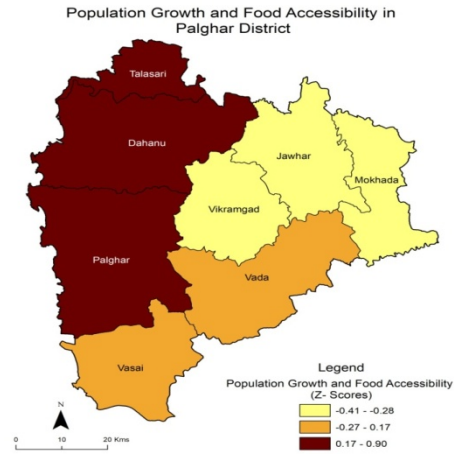 Population Growth and Food Accessibility in
Palghar District
Talasari
Dahanu
Jawhar
Mokhada
Vikramgad
Palghar
Vada
Vasai
Legend
Population Growth and Food Accessibility
(Z- Scores)
-0.41 - -0.28
-0.27 - 0.17
0.17 - 0.90
N
0 10 20 Kms